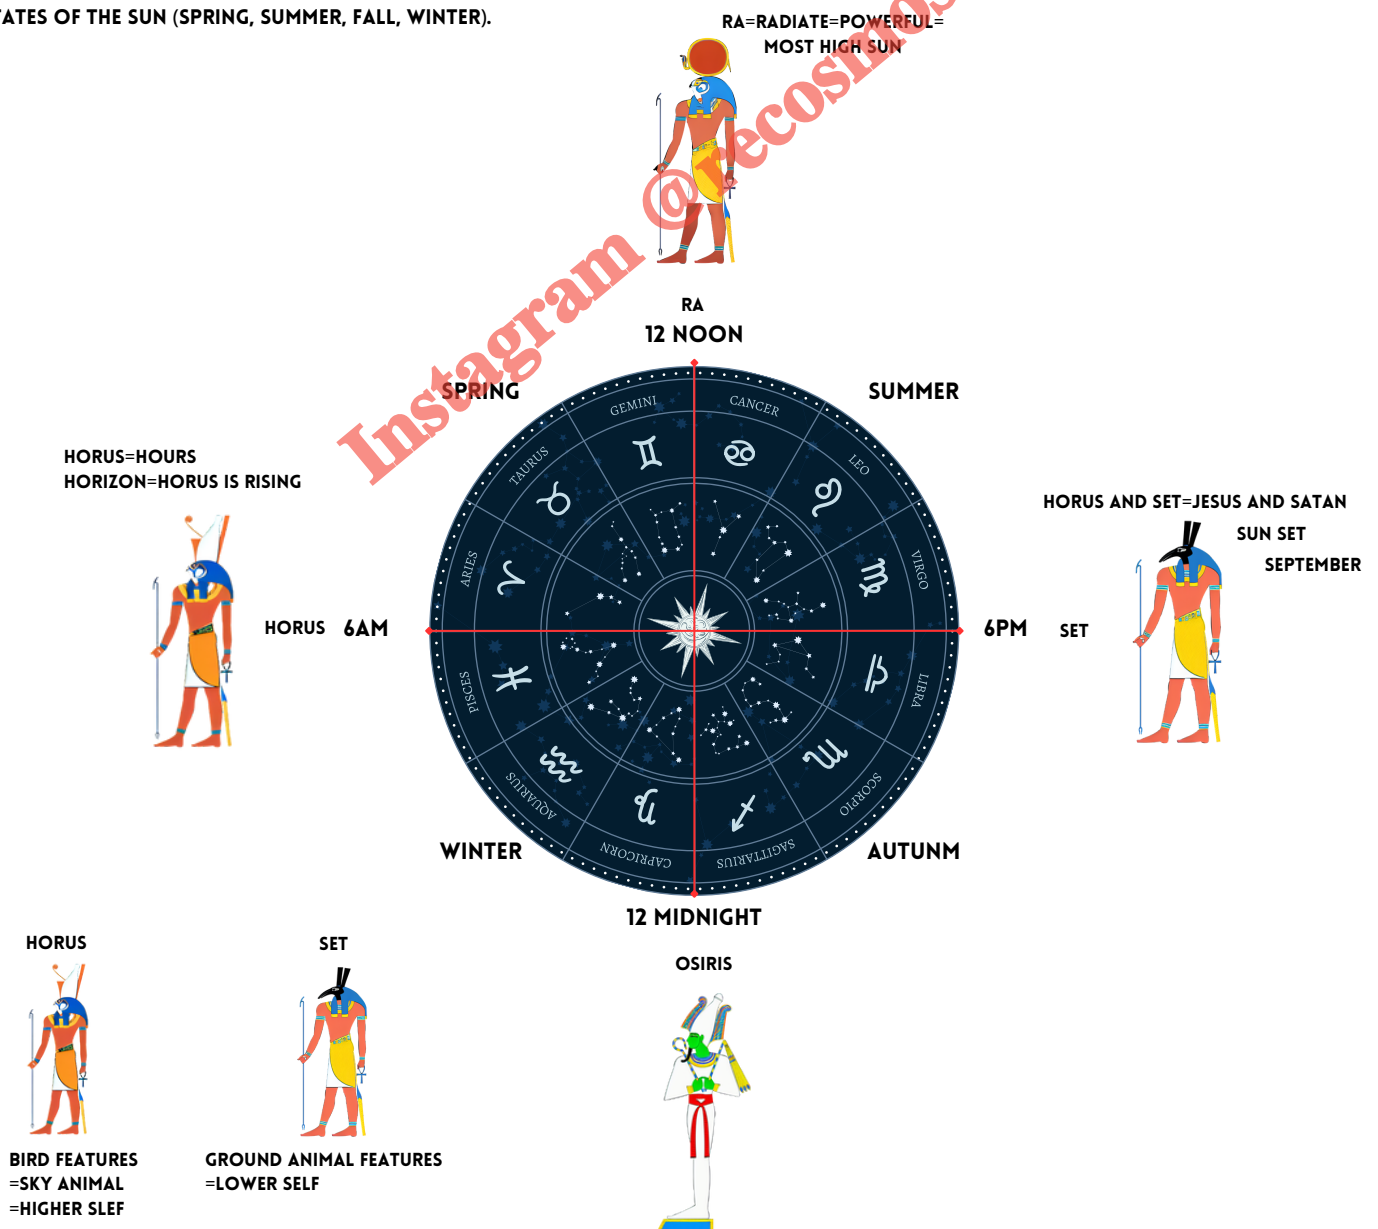 TATES OF THE SUN (SPRING, SUMMER, FALL, WINTER).
RA=RADIATE=POWERFUL=
MOST HIGH SUN
Instagram @recosmos
RA
12 NOON
SPRING
SUMMER
GEMINI
CANCER
TAURUS
LEO
ARIES
VIRGO
HORUS=HOURS
HORIZON=HORUS IS RISING
HORUS AND SET=JESUS AND SATAN
SUN SET
SEPTEMBER
HORUS 6AM
6PM SET
PISCES
LIBRA
AQUARIUS
SCORPIO
CAPRICORN
SAGITTARIUS
WINTER
AUTUNM
12 MIDNIGHT
OSIRIS
HORUS
SET
BIRD FEATURES
=SKY ANIMAL
=HIGHER SLEF
GROUND ANIMAL FEATURES
=LOWER SELF